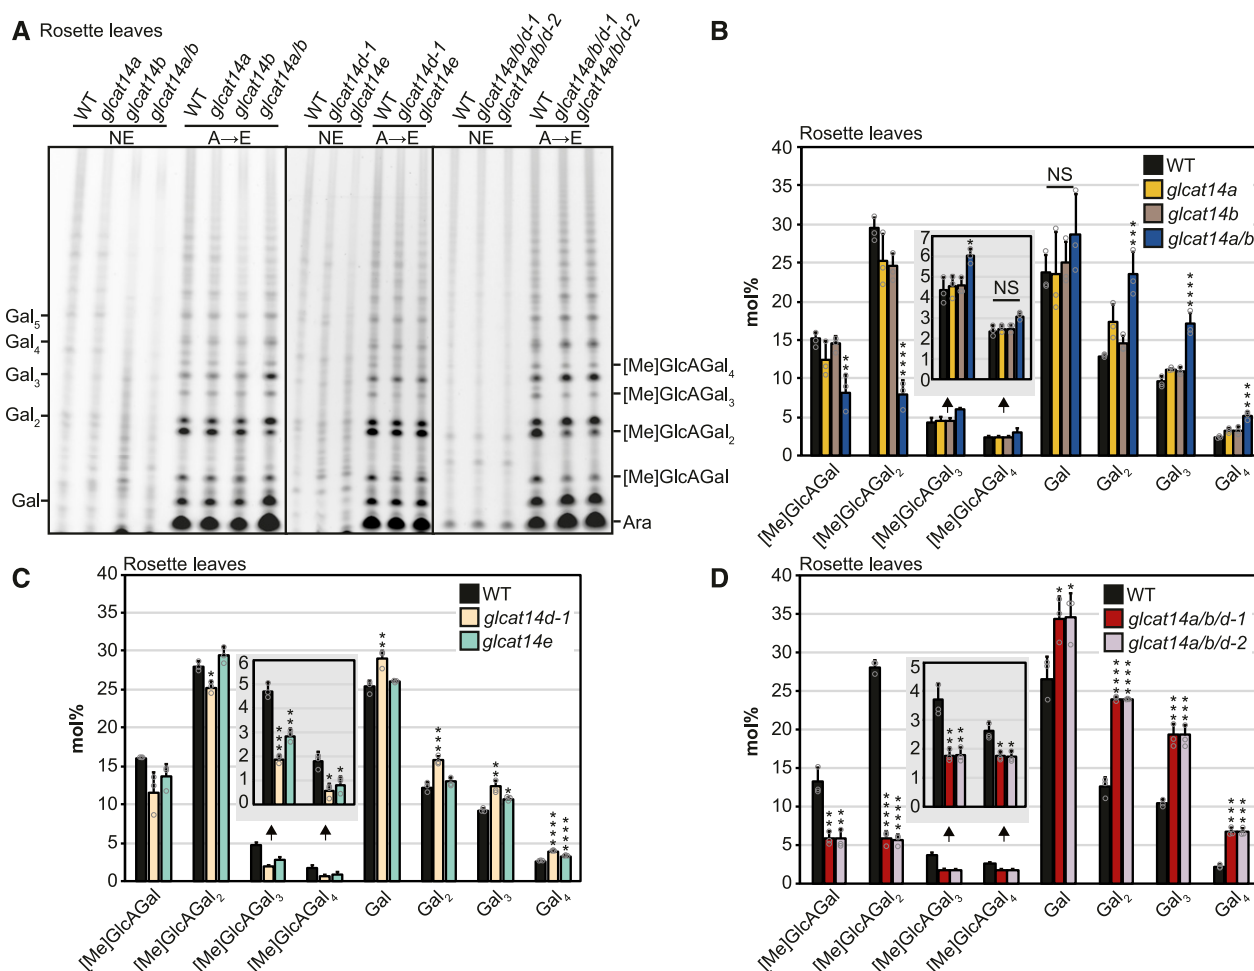 A Rosette leaves
WT
glcat14a
glcat14b
glcat14a/b
WT
glcat14a
glcat14b
glcat14a/b
WT
glcat14d-1
glcat14e
WT
glcat14d-1
glcat14e
WT
glcat14a/b/d-1
glcat14a/b/d-2
WT
glcat14a/b/d-1
glcat14a/b/d-2
NE
A→E
NE
A→E
NE
A→E
Gal5
Gal4
Gal3
Gal2
Gal
[Me]GlcAGal4
[Me]GlcAGal3
[Me]GlcAGal2
[Me]GlcAGal
Ara
B
Rosette leaves
mol%
40
35
30
25
20
15
10
5
0
WT
glcat14a
glcat14b
glcat14a/b
7
6
5
4
3
2
1
0
***
****
*
NS
NS
***
****
***
[Me]GlcAGal
[Me]GlcAGal2
[Me]GlcAGal3
[Me]GlcAGal4
Gal
Gal2
Gal3
Gal4
C
Rosette leaves
mol%
40
35
30
25
20
15
10
5
0
WT
glcat14d-1
glcat14e
6
5
4
3
2
1
0
*
***
**
*
*
**
***
**
*
****
****
[Me]GlcAGal
[Me]GlcAGal2
[Me]GlcAGal3
[Me]GlcAGal4
Gal
Gal2
Gal3
Gal4
D
Rosette leaves
mol%
40
35
30
25
20
15
10
5
0
WT
glcat14a/b/d-1
glcat14a/b/d-2
5
4
3
2
1
0
**
**
****
****
**
**
*
*
*
*
****
****
***
***
***
***
[Me]GlcAGal
[Me]GlcAGal2
[Me]GlcAGal3
[Me]GlcAGal4
Gal
Gal2
Gal3
Gal4